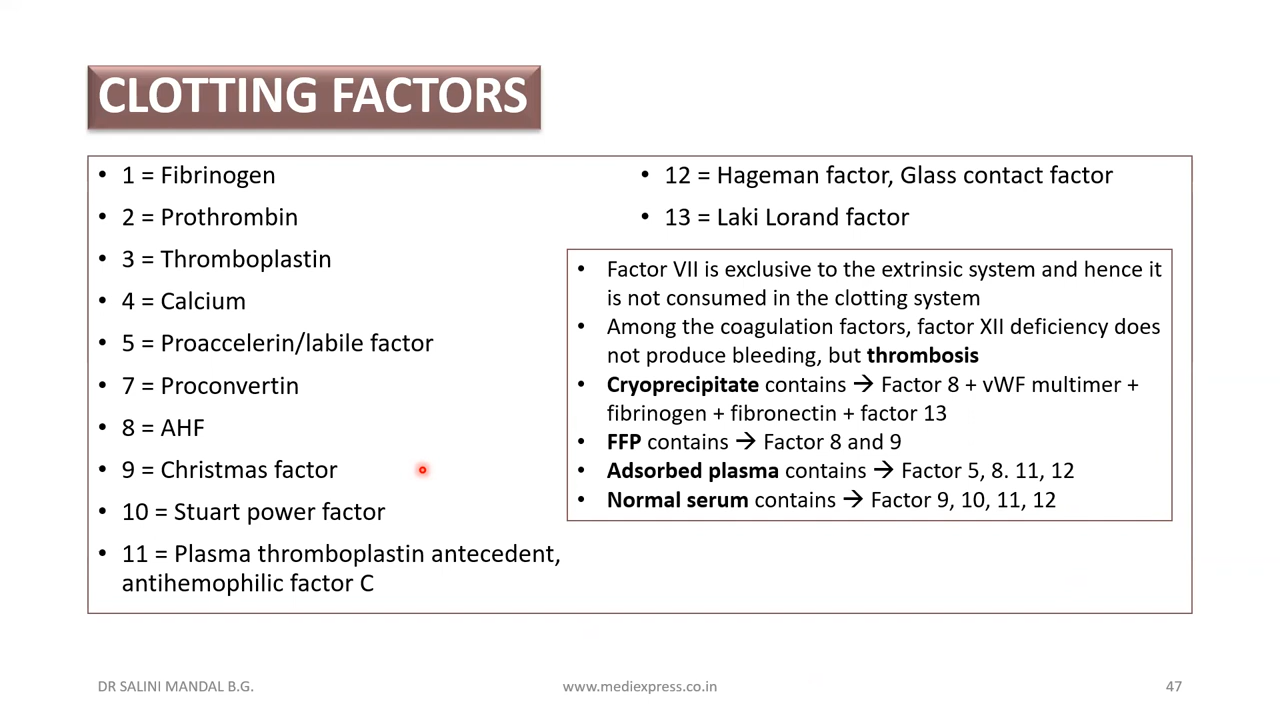 CLOTTING FACTORS
• 1 = Fibrinogen
• 2 = Prothrombin
• 3 = Thromboplastin
• 4 = Calcium
• 5 = Proaccelerin/labile factor
• 7 = Proconvertin
• 8 = AHF
• 9 = Christmas factor
• 10 = Stuart power factor
• 11 = Plasma thromboplastin antecedent,
antihemophilic factor C
• 12 = Hageman factor, Glass contact factor
• 13 = Laki Lorand factor
• Factor VII is exclusive to the extrinsic system and hence it
is not consumed in the clotting system
• Among the coagulation factors, factor XII deficiency does
not produce bleeding, but thrombosis
• Cryoprecipitate contains → Factor 8 + vWF multimer +
fibrinogen + fibronectin + factor 13
• FFP contains → Factor 8 and 9
• Adsorbed plasma contains → Factor 5, 8. 11, 12
• Normal serum contains → Factor 9, 10, 11, 12
DR SALINI MANDAL B.G.
www.mediexpress.co.in
47